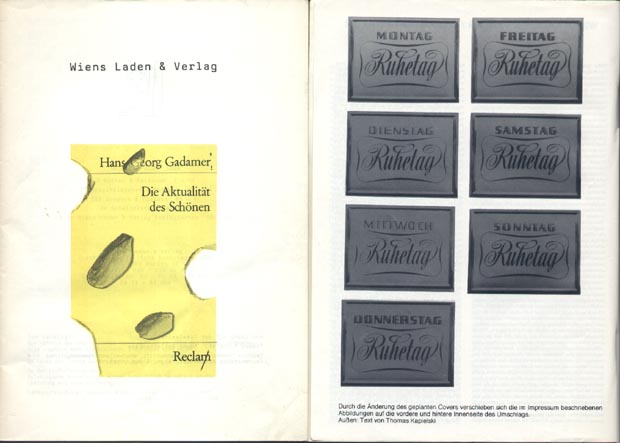 Wiens Laden & Verlag
Hans-Georg Gadamer
Die Aktualität
des Schönen
Reclam
MONTAG
Ruhetag
DIENSTAG
Ruhetag
MITTWOCH
Ruhetag
DONNERSTAG
Ruhetag
FREITAG
Ruhetag
SAMSTAG
Ruhetag
SONNTAG
Ruhetag
Durch die Änderung des geplanten Covers verschieben sich die im Impressum beschriebenen
Abbildungen auf die vordere und hintere Innenseite des Umschlags.
Außen: Text von Thomas Kapielski